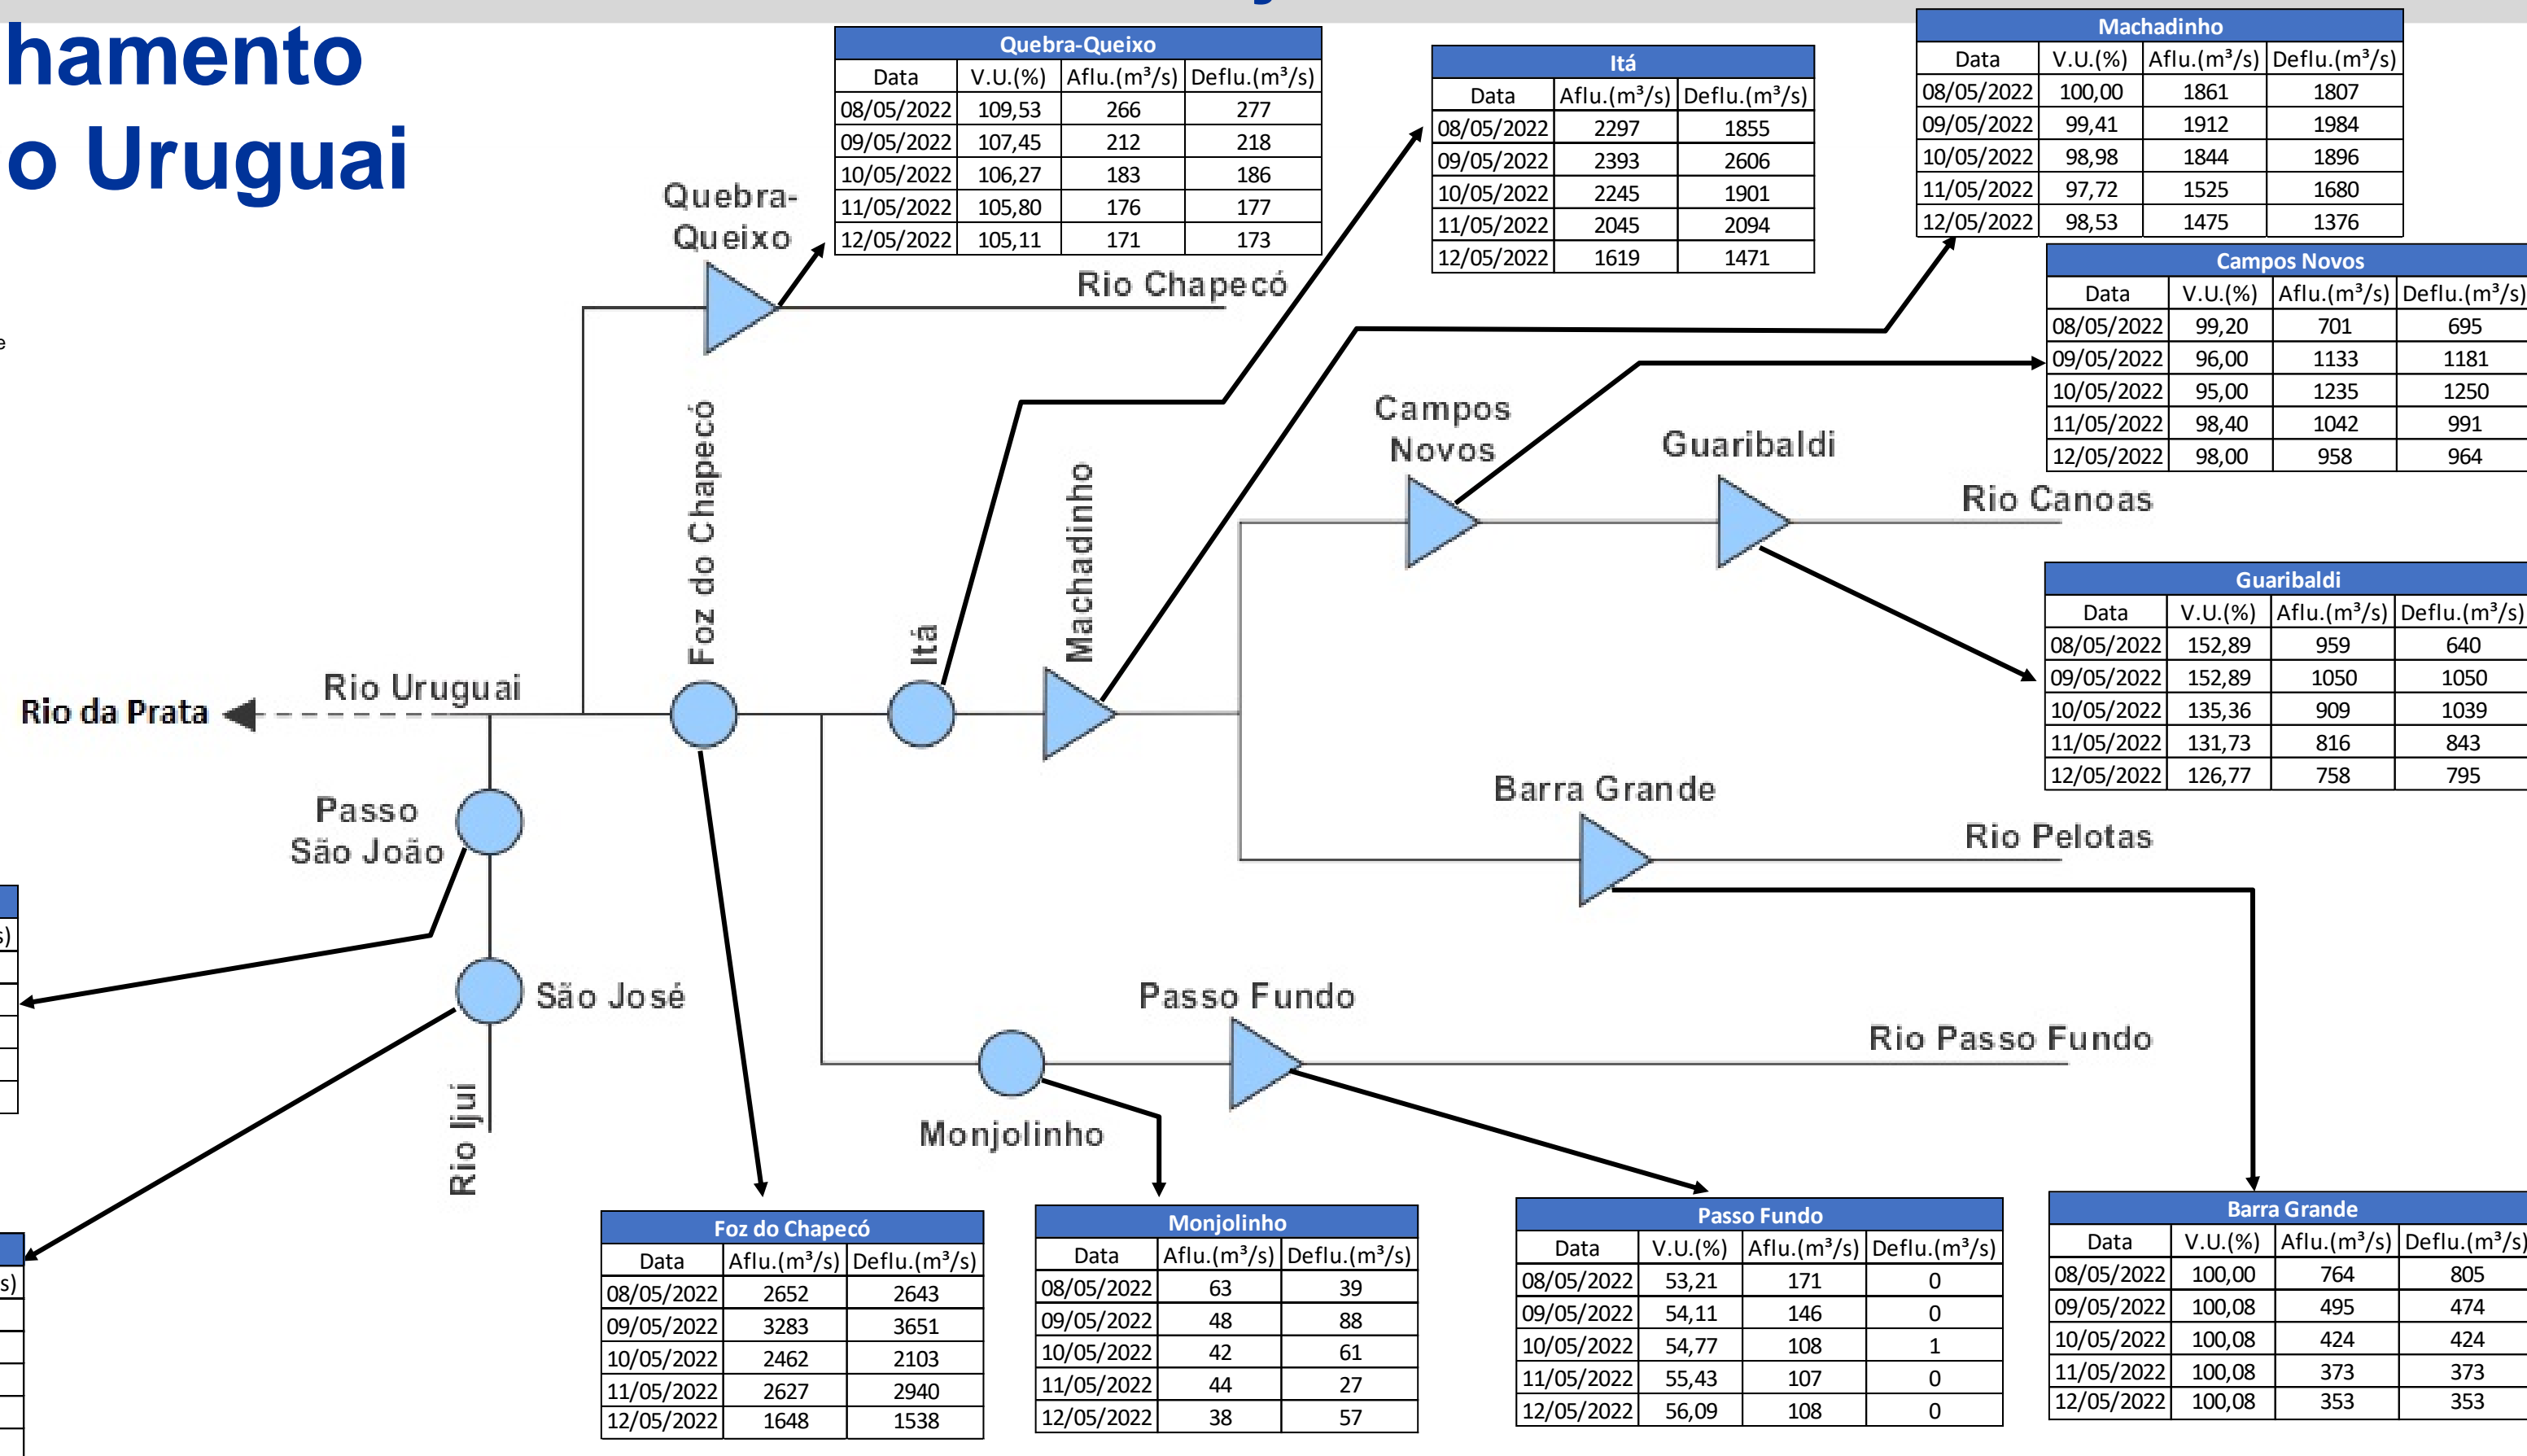 hamento
o Uruguai
e
Quebra-Queixo
Data V.U.(%) Aflu.(m³/s) Deflu.(m³/s)
08/05/2022 109,53 266 277
09/05/2022 107,45 212 218
10/05/2022 106,27 183 186
11/05/2022 105,80 176 177
12/05/2022 105,11 171 173
Itá
Data Aflu.(m³/s) Deflu.(m³/s)
08/05/2022 2297 1855
09/05/2022 2393 2606
10/05/2022 2245 1901
11/05/2022 2045 2094
12/05/2022 1619 1471
Machadinho
Data V.U.(%) Aflu.(m³/s) Deflu.(m³/s)
08/05/2022 100,00 1861 1807
09/05/2022 99,41 1912 1984
10/05/2022 98,98 1844 1896
11/05/2022 97,72 1525 1680
12/05/2022 98,53 1475 1376
Campos Novos
Data V.U.(%) Aflu.(m³/s) Deflu.(m³/s)
08/05/2022 99,20 701 695
09/05/2022 96,00 1133 1181
10/05/2022 95,00 1235 1250
11/05/2022 98,40 1042 991
12/05/2022 98,00 958 964
Guaribaldi
Data V.U.(%) Aflu.(m³/s) Deflu.(m³/s)
08/05/2022 152,89 959 640
09/05/2022 152,89 1050 1050
10/05/2022 135,36 909 1039
11/05/2022 131,73 816 843
12/05/2022 126,77 758 795
Quebra-
Queixo
Rio Chapecó
Foz do Chapecó
Itá
Machadinho
Campos
Novos
Guaribaldi
Rio Canoas
Rio da Prata
Rio Uruguai
Barra Grande
Rio Pelotas
Passo
São João
São José
Rio Ijuí
Passo Fundo
Rio Passo Fundo
Monjolinho
s)
s)
Foz do Chapecó
Data Aflu.(m³/s) Deflu.(m³/s)
08/05/2022 2652 2643
09/05/2022 3283 3651
10/05/2022 2462 2103
11/05/2022 2627 2940
12/05/2022 1648 1538
Monjolinho
Data Aflu.(m³/s) Deflu.(m³/s)
08/05/2022 63 39
09/05/2022 48 88
10/05/2022 42 61
11/05/2022 44 27
12/05/2022 38 57
Passo Fundo
Data V.U.(%) Aflu.(m³/s) Deflu.(m³/s)
08/05/2022 53,21 171 0
09/05/2022 54,11 146 0
10/05/2022 54,77 108 1
11/05/2022 55,43 107 0
12/05/2022 56,09 108 0
Barra Grande
Data V.U.(%) Aflu.(m³/s) Deflu.(m³/s)
08/05/2022 100,00 764 805
09/05/2022 100,08 495 474
10/05/2022 100,08 424 424
11/05/2022 100,08 373 373
12/05/2022 100,08 353 353